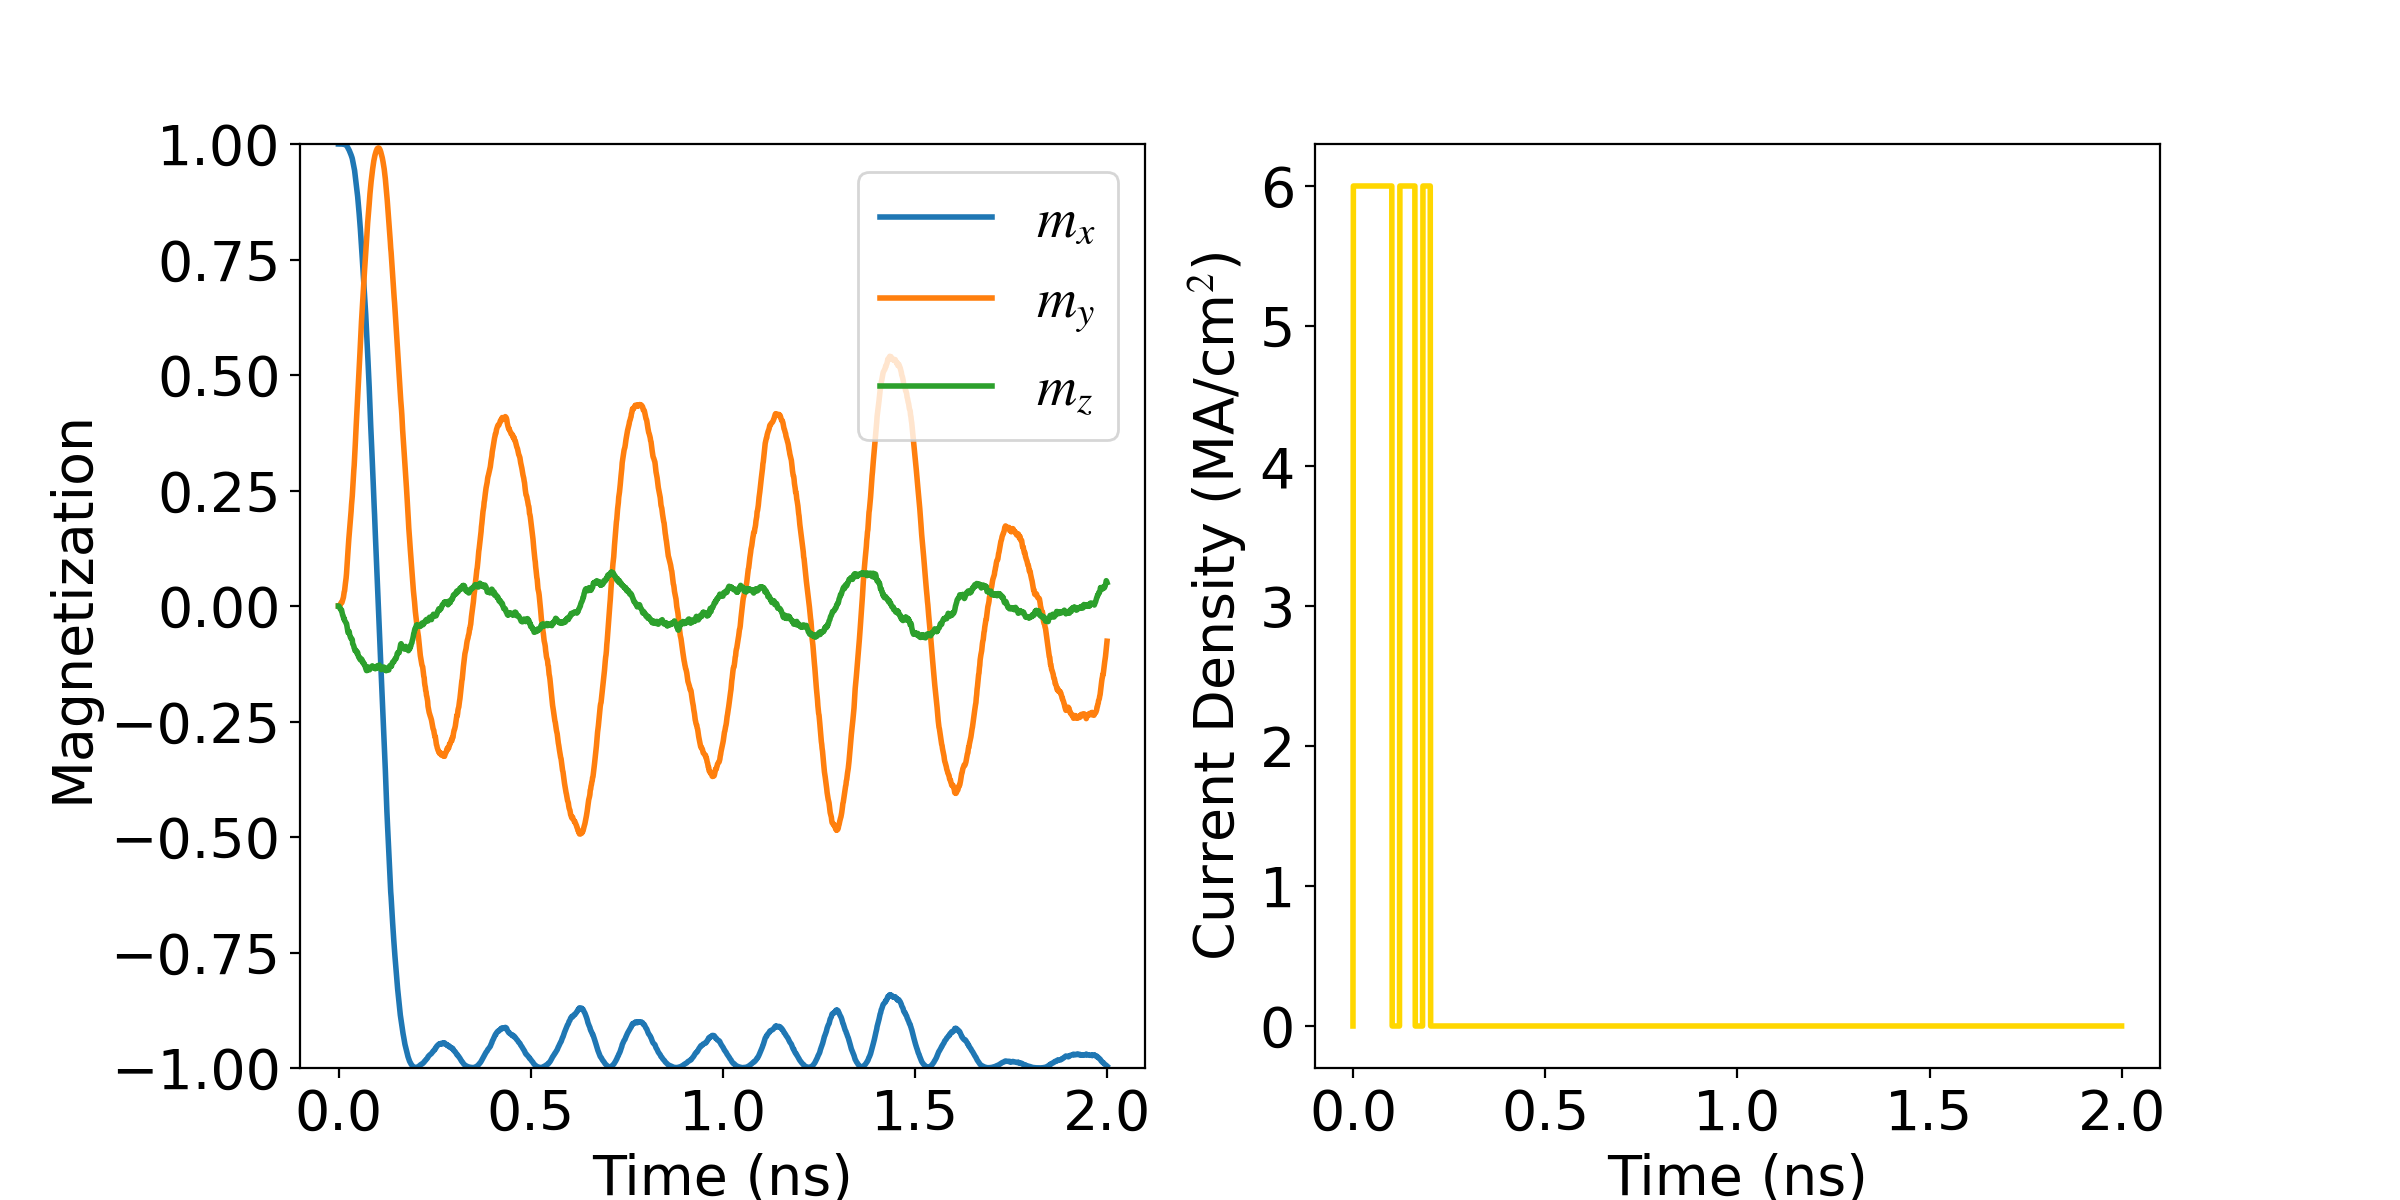 1.00
0.75
0.50
0.25
0.00
−0.25
−0.50
−0.75
−1.00
Magnetization
0.0 0.5 1.0 1.5 2.0
Time (ns)
mₓ
m_y
m_z
6
5
4
3
2
1
0
Current Density (MA/cm²)
0.0 0.5 1.0 1.5 2.0
Time (ns)